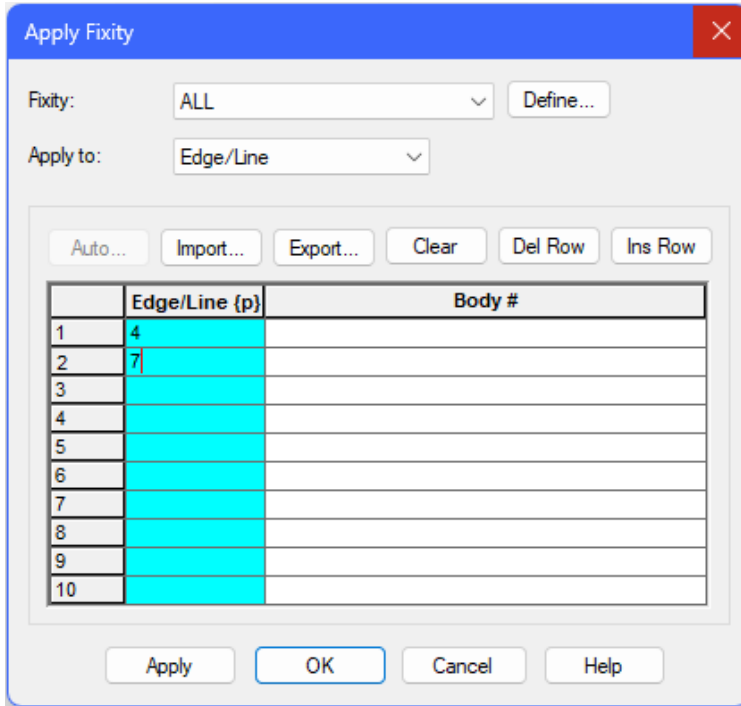 Apply Fixity
Fixity: ALL Define...
Apply to: Edge/Line
Auto... Import... Export... Clear Del Row Ins Row
Edge/Line {p} Body #
1 4
2 7
3
4
5
6
7
8
9
10
Apply OK Cancel Help